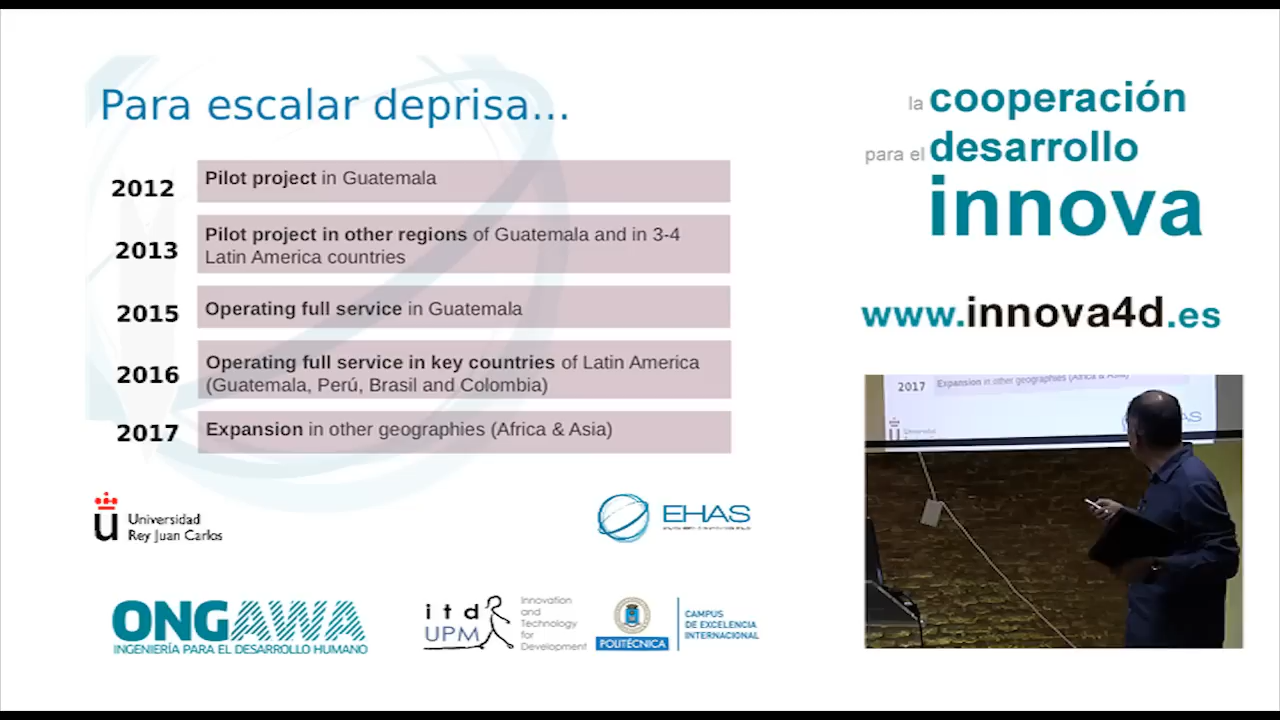 Para escalar deprisa...
2012
Pilot project in Guatemala
2013
Pilot project in other regions of Guatemala and in 3-4
Latin America countries
2015
Operating full service in Guatemala
2016
Operating full service in key countries of Latin America
(Guatemala, Perú, Brasil and Colombia)
2017
Expansion in other geographies (Africa & Asia)
Universidad
Rey Juan Carlos
EHAS
ONGAWA
INGENIERÍA PARA EL DESARROLLO HUMANO
itd
UPM
Innovation
and
Technology
for
Development
POLITÉCNICA
CAMPUS
DE EXCELENCIA
INTERNACIONAL
la cooperación
para el desarrollo
innova
www.innova4d.es
2017 Expansion in other geographies (Africa & Asia)